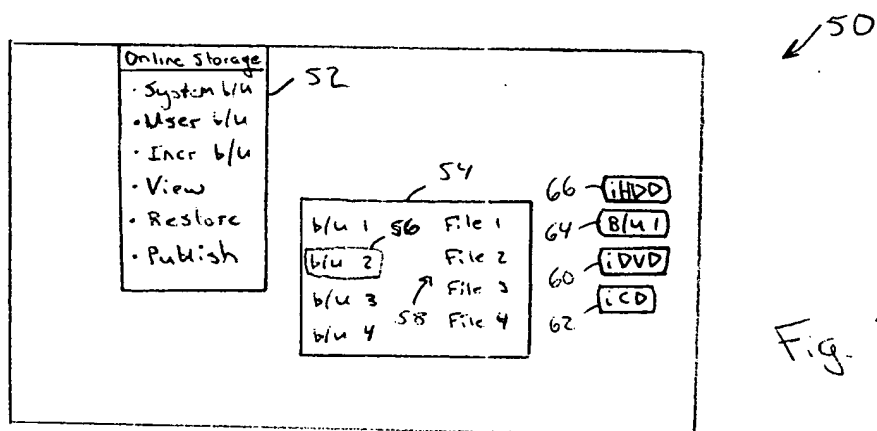 50
Online Storage
52
· System b/u
· User b/u
· Incr b/u
· View
· Restore
· Publish
54
b/u 1 56 File 1
b/u 2 File 2
b/u 3 File 3
b/u 4 58 File 4
66 iHDD
64 B/u 1
60 iDVD
62 iCD
Fig.